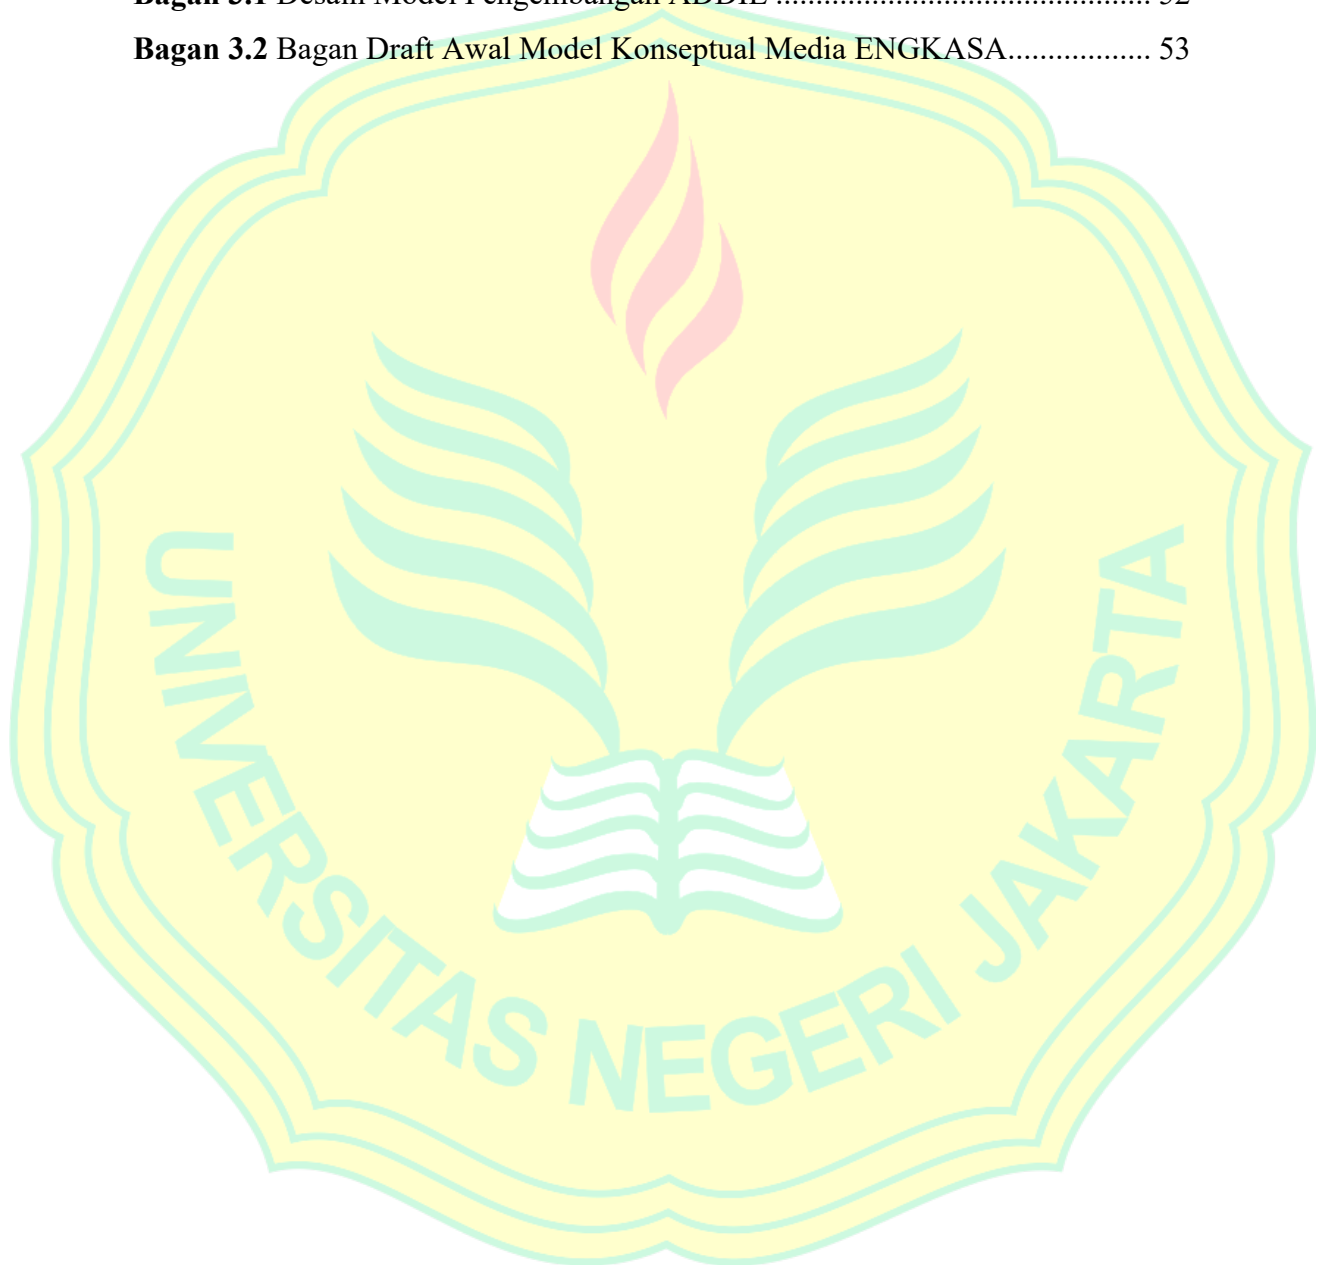 Bagan 3.1 Desain Model Pengembangan ADDIE ............................................... 52
Bagan 3.2 Bagan Draft Awal Model Konseptual Media ENGKASA.................. 53
UNIVERSITAS NEGERI JAKARTA